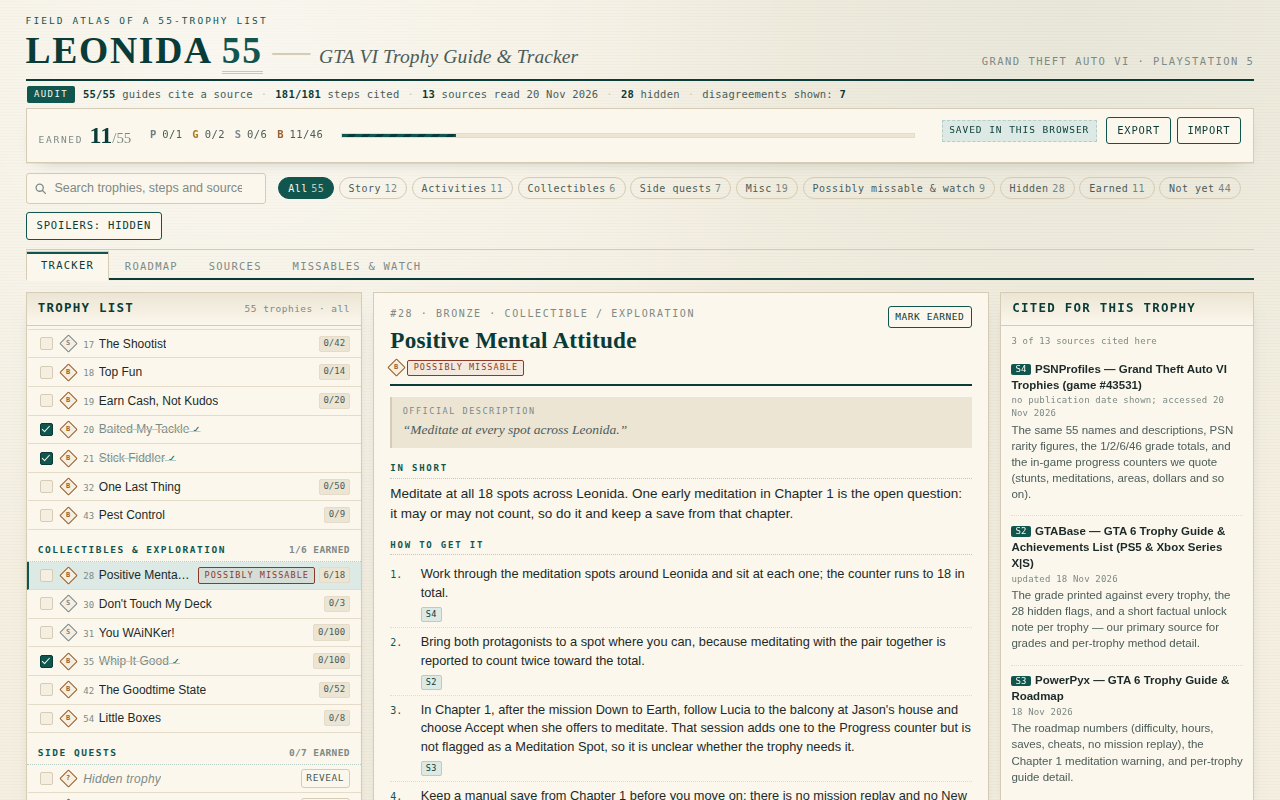 FIELD ATLAS OF A 55-TROPHY LIST
LEONIDA 55 — GTA VI Trophy Guide & Tracker
GRAND THEFT AUTO VI · PLAYSTATION 5
AUDIT 55/55 guides cite a source · 181/181 steps cited · 13 sources read 20 Nov 2026 · 28 hidden · disagreements shown: 7
EARNED 11/55 P 0/1 G 0/2 S 0/6 B 11/46 SAVED IN THIS BROWSER EXPORT IMPORT
Search trophies, steps and source
All 55 Story 12 Activities 11 Collectibles 6 Side quests 7 Misc 19 Possibly missable & watch 9 Hidden 28 Earned 11 Not yet 44
SPOILERS: HIDDEN
TRACKER ROADMAP SOURCES MISSABLES & WATCH
TROPHY LIST 55 trophies · all
S 17 The Shootist 0/42
B 18 Top Fun 0/14
B 19 Earn Cash, Not Kudos 0/20
B 20 Baited My Tackle ✓
B 21 Stick Fiddler ✓
B 32 One Last Thing 0/50
B 43 Pest Control 0/9
COLLECTIBLES & EXPLORATION 1/6 EARNED
B 28 Positive Menta… POSSIBLY MISSABLE 6/18
S 30 Don't Touch My Deck 0/3
S 31 You WAiNKer! 0/100
B 35 Whip It Good ✓ 0/100
B 42 The Goodtime State 0/52
B 54 Little Boxes 0/8
SIDE QUESTS 0/7 EARNED
? Hidden trophy REVEAL
#28 · BRONZE · COLLECTIBLE / EXPLORATION
MARK EARNED
Positive Mental Attitude
B POSSIBLY MISSABLE
OFFICIAL DESCRIPTION
“Meditate at every spot across Leonida.”
IN SHORT
Meditate at all 18 spots across Leonida. One early meditation in Chapter 1 is the open question:
it may or may not count, so do it and keep a save from that chapter.
HOW TO GET IT
1. Work through the meditation spots around Leonida and sit at each one; the counter runs to 18 in
total.
S4
2. Bring both protagonists to a spot where you can, because meditating with the pair together is
reported to count twice toward the total.
S2
3. In Chapter 1, after the mission Down to Earth, follow Lucia to the balcony at Jason's house and
choose Accept when she offers to meditate. That session adds one to the Progress counter but is
not flagged as a Meditation Spot, so it is unclear whether the trophy needs it.
S3
4. Keep a manual save from Chapter 1 before you move on; there is no mission replay and no New
CITED FOR THIS TROPHY
3 of 13 sources cited here
S4 PSNProfiles — Grand Theft Auto VI
Trophies (game #43531)
no publication date shown; accessed 20
Nov 2026
The same 55 names and descriptions, PSN
rarity figures, the 1/2/6/46 grade totals, and
the in-game progress counters we quote
(stunts, meditations, areas, dollars and so
on).
S2 GTABase — GTA 6 Trophy Guide &
Achievements List (PS5 & Xbox Series
X|S)
updated 18 Nov 2026
The grade printed against every trophy, the
28 hidden flags, and a short factual unlock
note per trophy — our primary source for
grades and per-trophy method detail.
S3 PowerPyx — GTA 6 Trophy Guide &
Roadmap
18 Nov 2026
The roadmap numbers (difficulty, hours,
saves, cheats, no mission replay), the
Chapter 1 meditation warning, and per-trophy
guide detail.